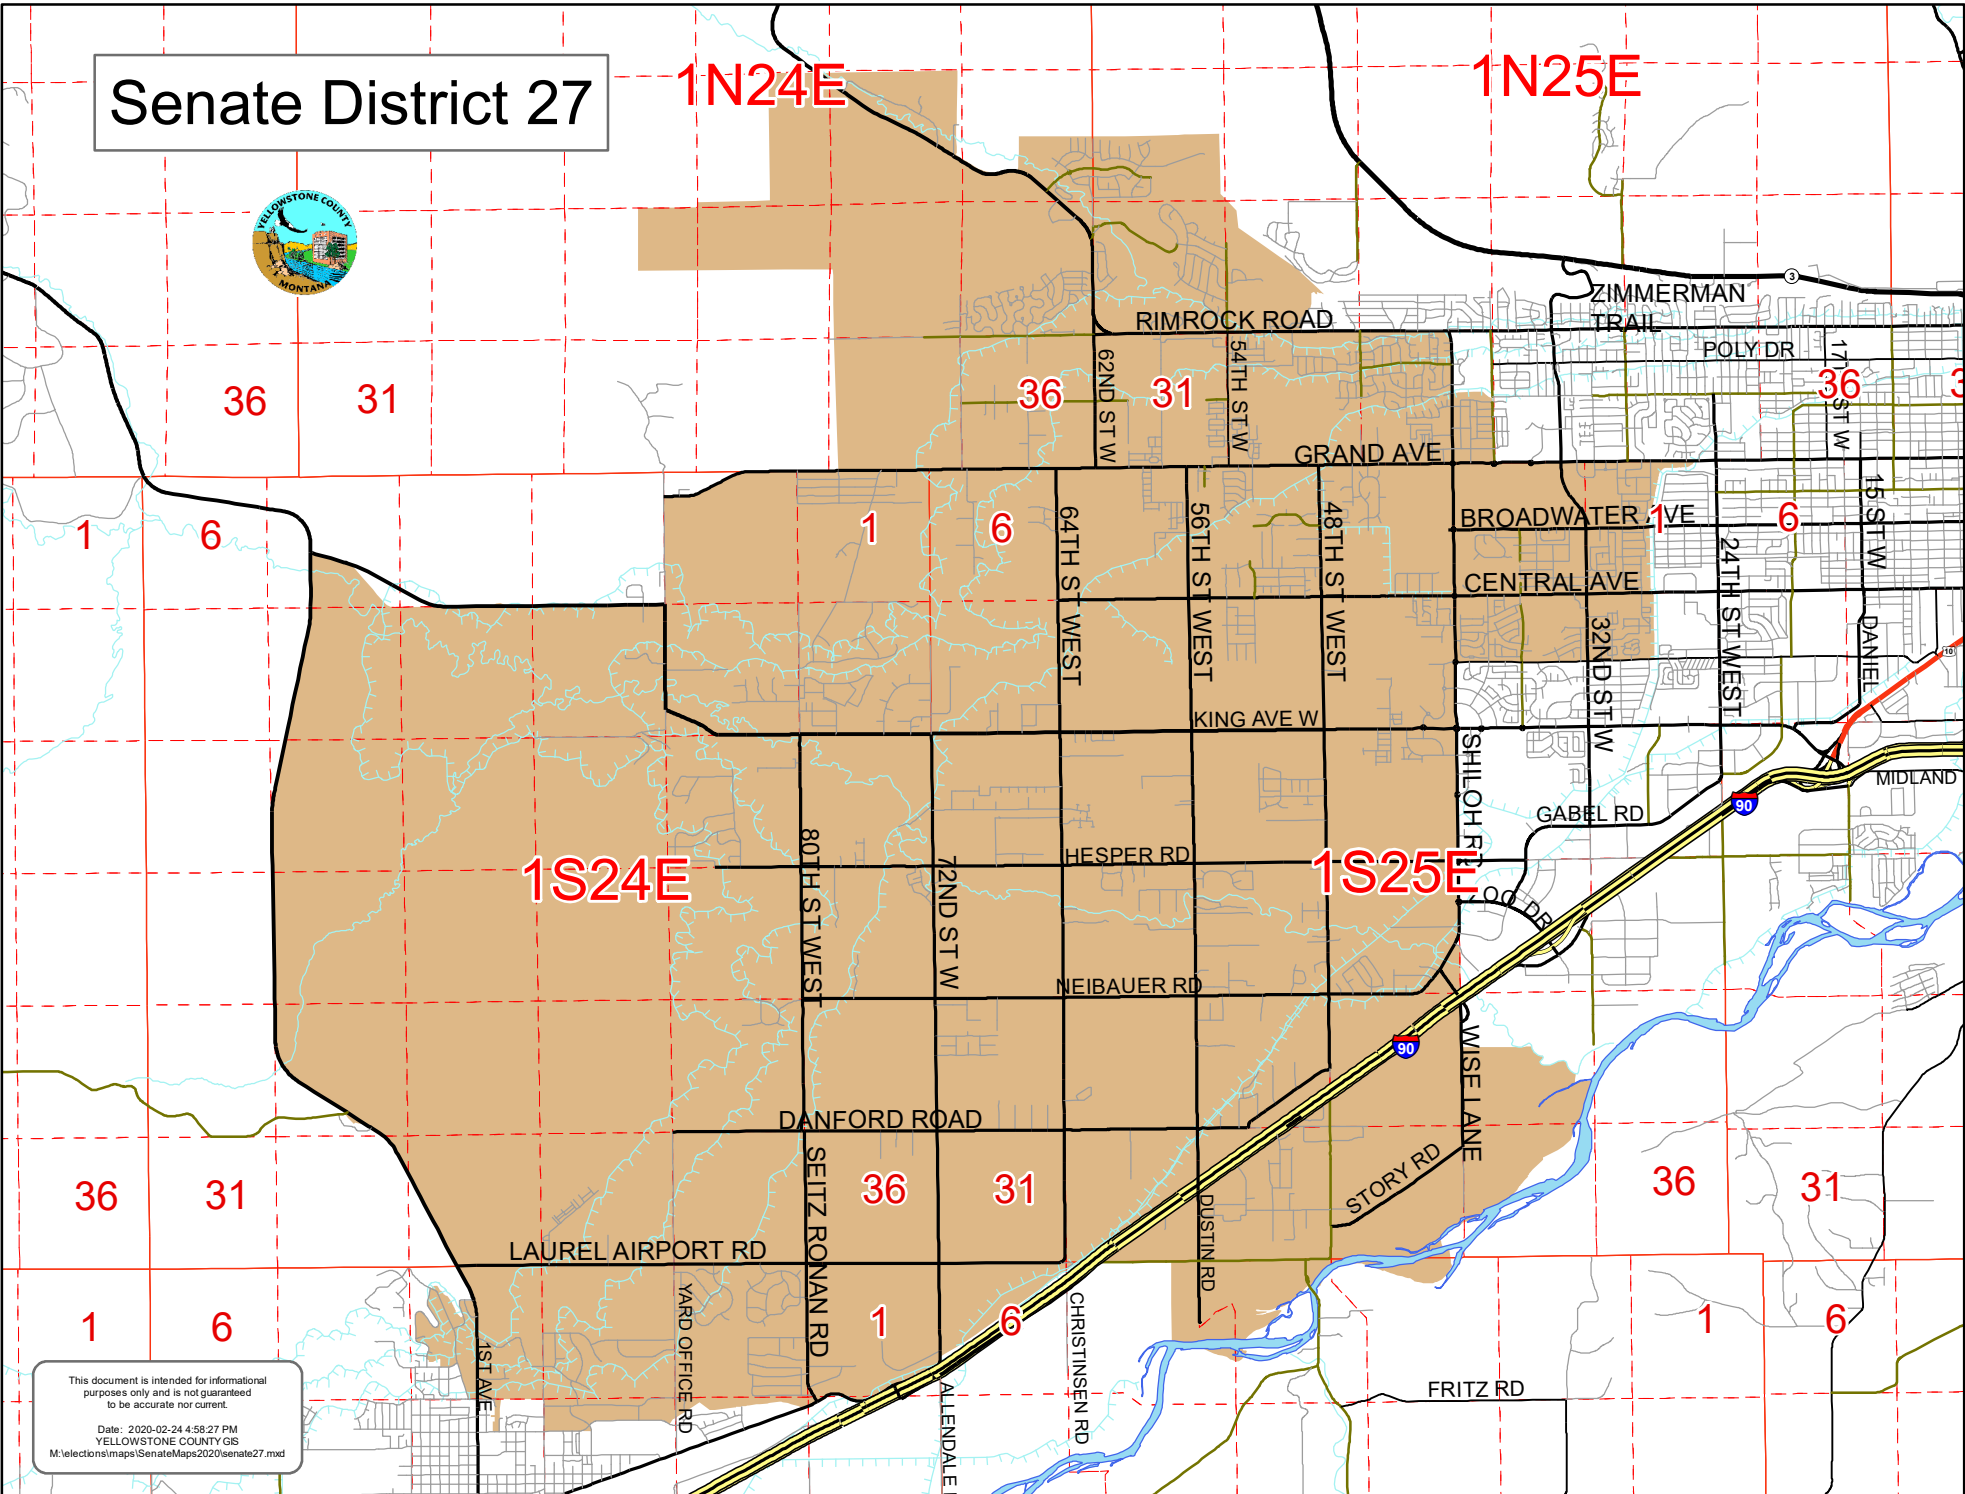 Senate District 27
1N24E
1N25E
YELLOWSTONE COUNTY
MONTANA
3
ZIMMERMAN
TRAIL
RIMROCK ROAD
POLY DR
17TH ST W
62ND ST W
54TH ST W
36
31
36
31
36
GRAND AVE
1
6
1
6
64TH ST WEST
56TH ST WEST
48TH ST WEST
BROADWATER AVE
1
6
15 ST W
24TH ST WEST
CENTRAL AVE
32ND ST W
DANIEL
10
KING AVE W
SHILOH RD
MIDLAND
90
GABEL RD
80TH ST WEST
72ND ST W
HESPER RD
1S24E
1S25E
NEIBAUER RD
90
WISE LANE
DANFORD ROAD
SEITZ RONAN RD
STORY RD
36
31
36
31
36
31
DUSTIN RD
LAUREL AIRPORT RD
YARD OFFICE RD
1
6
1
6
1
6
CHRISTINSEN RD
1ST AVE
ALLENDALE
FRITZ RD
This document is intended for informational
purposes only and is not guaranteed
to be accurate nor current.
Date: 2020-02-24 4:58:27 PM
YELLOWSTONE COUNTY GIS
M:\elections\maps\SenateMaps2020\senate27.mxd